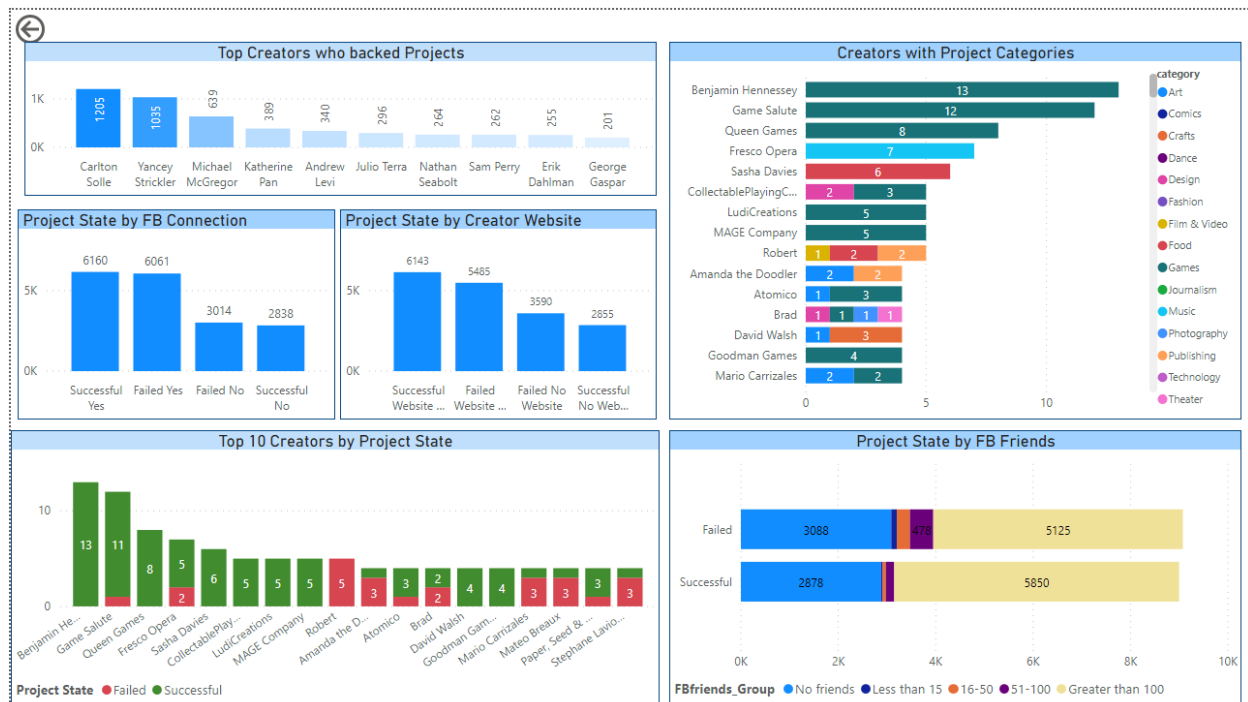 Top Creators who backed Projects
1K
0K
1205
1035
639
389
340
296
264
262
255
201
Carlton Solle
Yancey Strickler
Michael McGregor
Katherine Pan
Andrew Levi
Julio Terra
Nathan Seabolt
Sam Perry
Erik Dahlman
George Gaspar
Creators with Project Categories
Benjamin Hennessey 13
Game Salute 12
Queen Games 8
Fresco Opera 7
Sasha Davies 6
CollectablePlayingC... 2 3
LudiCreations 5
MAGE Company 5
Robert 1 2 2
Amanda the Doodler 2 2
Atomico 1 3
Brad 1 1 1 1
David Walsh 1 3
Goodman Games 4
Mario Carrizales 2 2
0 5 10
category
Art
Comics
Crafts
Dance
Design
Fashion
Film & Video
Food
Games
Journalism
Music
Photography
Publishing
Technology
Theater
Project State by FB Connection
5K
0K
6160
6061
3014
2838
Successful Yes
Failed Yes
Failed No
Successful No
Project State by Creator Website
5K
0K
6143
5485
3590
2855
Successful Website ...
Failed Website ...
Failed No Website
Successful No Web...
Top 10 Creators by Project State
10
0
13
11
8
5
2
6
5
5
5
5
3
3
2
2
4
4
3
3
3
3
Benjamin He...
Game Salute
Queen Games
Fresco Opera
Sasha Davies
CollectablePlay...
LudiCreations
MAGE Company
Robert
Amanda the D...
Atomico
Brad
David Walsh
Goodman Gam...
Mario Carrizales
Mateo Breaux
Paper, Seed & ...
Stephane Lavio...
Project State Failed Successful
Project State by FB Friends
Failed 3088 478 5125
Successful 2878 5850
0K 2K 4K 6K 8K 10K
FBfriends_Group No friends Less than 15 16-50 51-100 Greater than 100